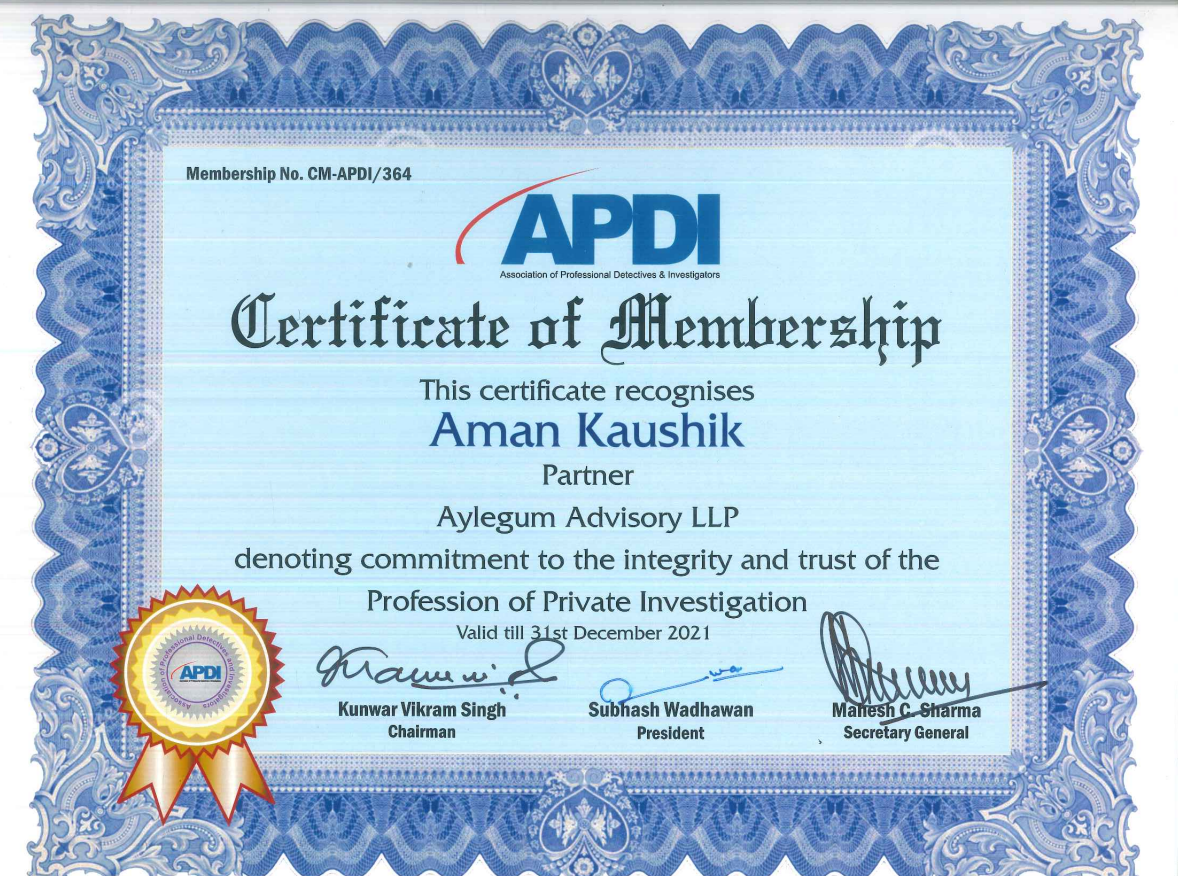 Membership No. CM-APDI/364
APDI
Association of Professional Detectives & Investigators
Certificate of Membership
This certificate recognises
Aman Kaushik
Partner
Aylegum Advisory LLP
denoting commitment to the integrity and trust of the
Profession of Private Investigation
Valid till 31st December 2021
Association of Professional Detectives and Investigators
APDI
Kunwar Vikram Singh
Chairman
Subhash Wadhawan
President
Mahesh C. Sharma
Secretary General